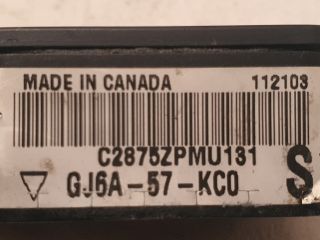 MADE IN CANADA 112103
C2875ZPMU131
GJ6A-57-KC0 S